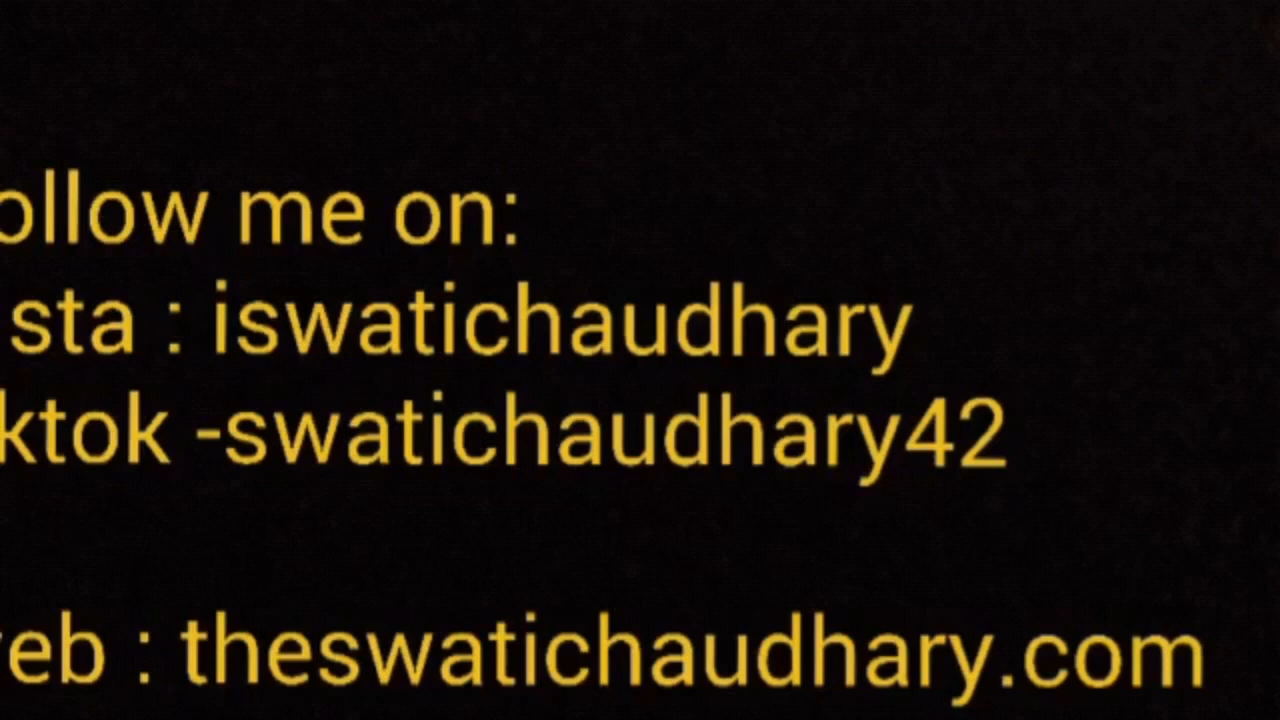 ollow me on:
sta : iswatichaudhary
ktok -swatichaudhary42
eb : theswatichaudhary.com